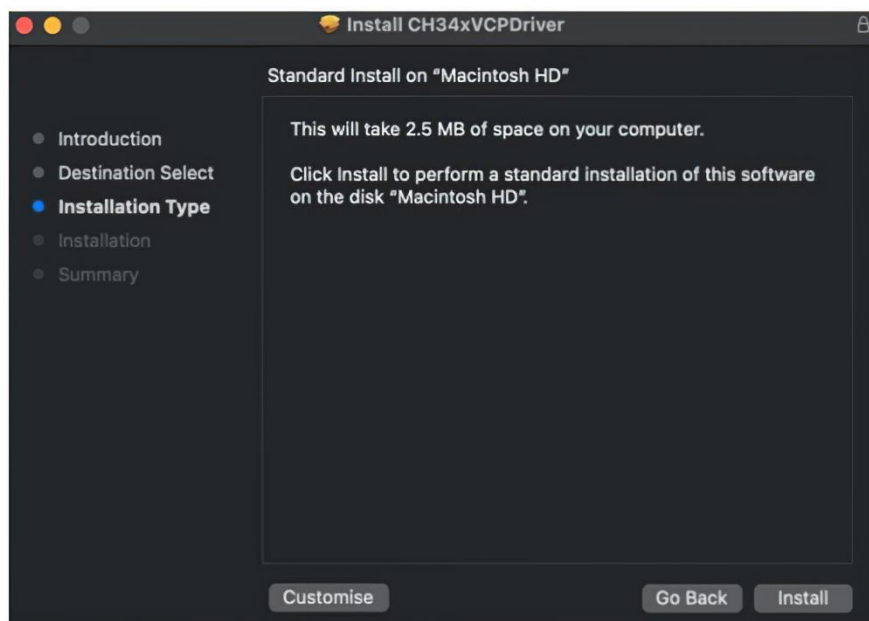 Install CH34xVCPDriver
Standard Install on “Macintosh HD”
Introduction
Destination Select
Installation Type
Installation
Summary
This will take 2.5 MB of space on your computer.
Click Install to perform a standard installation of this software
on the disk “Macintosh HD”.
Customise
Go Back
Install